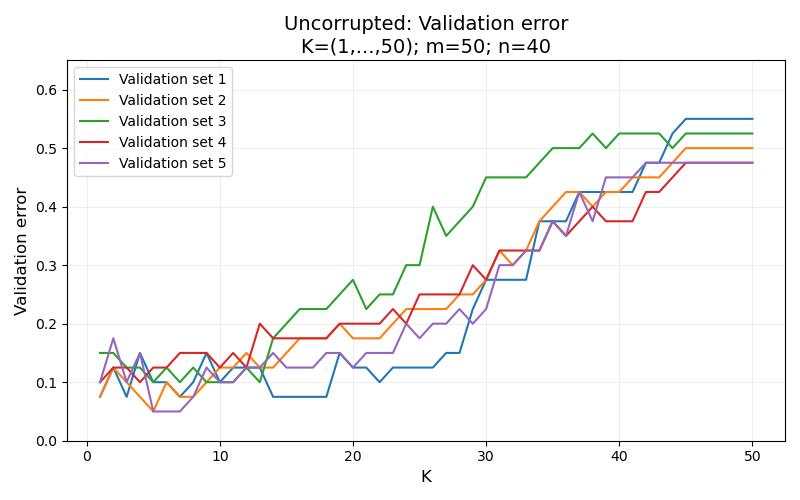 Uncorrupted: Validation error
K=(1,...,50); m=50; n=40
Validation set 1
Validation set 2
Validation set 3
Validation set 4
Validation set 5
Validation error
0.6
0.5
0.4
0.3
0.2
0.1
0.0
0 10 20 30 40 50
K